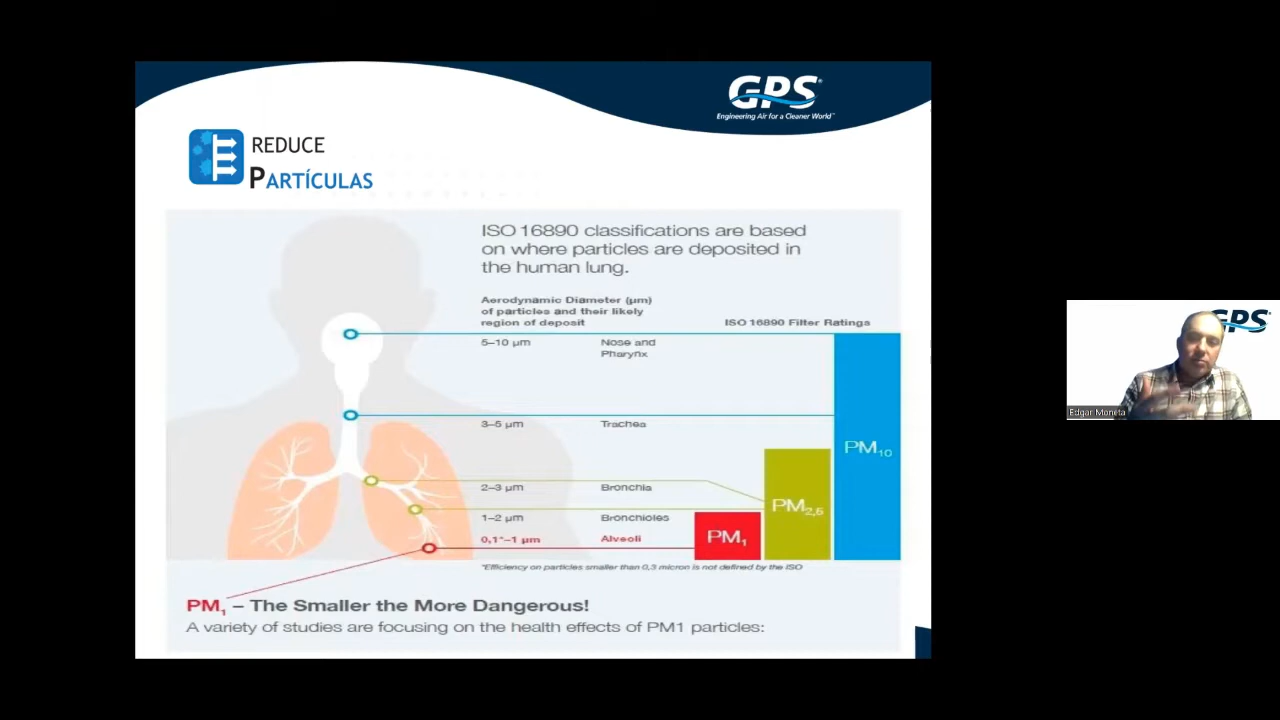 GPS
Engineering Air for a Cleaner World™
REDUCE
PARTÍCULAS
ISO 16890 classifications are based
on where particles are deposited in
the human lung.
Aerodynamic Diameter (µm)
of particles and their likely
region of deposit
ISO 16890 Filter Ratings
5–10 µm
Nose and
Pharynx
3–5 µm
Trachea
PM10
2–3 µm
Bronchia
PM2,5
1–2 µm
Bronchioles
PM1
0,1*–1 µm
Alveoli
*Efficiency on particles smaller than 0,3 micron is not defined by the ISO
PM1 – The Smaller the More Dangerous!
A variety of studies are focusing on the health effects of PM1 particles:
GPS
Edgar Moneta